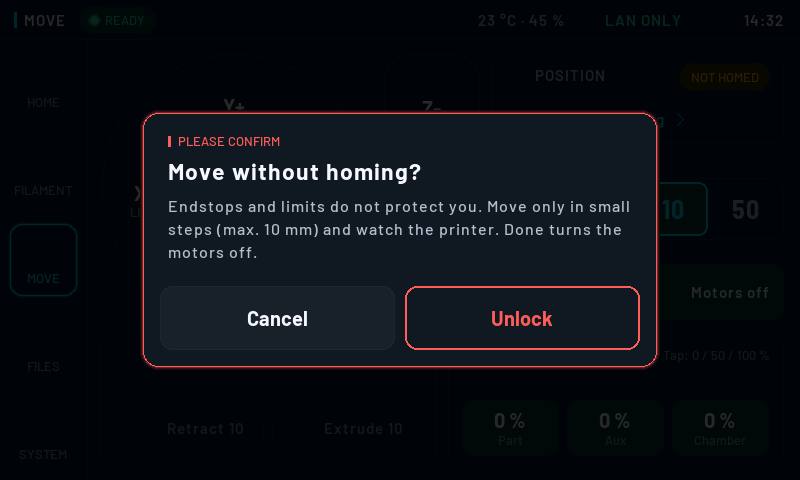 MOVE
READY
23 °C · 45 %
LAN ONLY
14:32
HOME
FILAMENT
MOVE
FILES
SYSTEM
Y+
Z-
POSITION
NOT HOMED
PLEASE CONFIRM
Move without homing?
Endstops and limits do not protect you. Move only in small
steps (max. 10 mm) and watch the printer. Done turns the
motors off.
Cancel
Unlock
10
50
Motors off
Tap: 0 / 50 / 100 %
Retract 10
Extrude 10
0 %
Part
0 %
Aux
0 %
Chamber